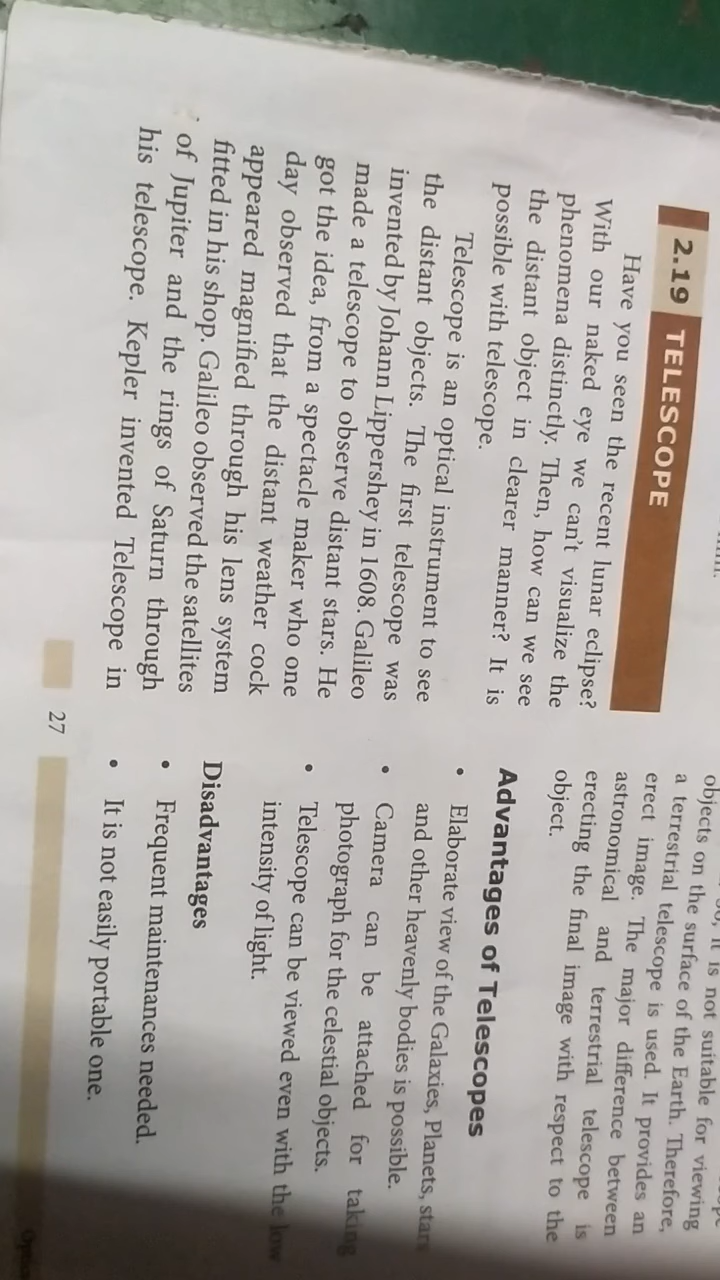 2.19 TELESCOPE
Have you seen the recent lunar eclipse?
With our naked eye we can't visualize the
phenomena distinctly. Then, how can we see
the distant object in clearer manner? It is
possible with telescope.
Telescope is an optical instrument to see
the distant objects. The first telescope was
invented by Johann Lippershey in 1608. Galileo
made a telescope to observe distant stars. He
got the idea, from a spectacle maker who one
day observed that the distant weather cock
appeared magnified through his lens system
fitted in his shop. Galileo observed the satellites
of Jupiter and the rings of Saturn through
his telescope. Kepler invented Telescope in
it is not suitable for viewing
objects on the surface of the Earth. Therefore,
a terrestrial telescope is used. It provides an
erect image. The major difference between
astronomical and terrestrial telescope is
erecting the final image with respect to the
object.
Advantages of Telescopes
• Elaborate view of the Galaxies, Planets, stars
and other heavenly bodies is possible.
• Camera can be attached for taking
photograph for the celestial objects.
• Telescope can be viewed even with the low
intensity of light.
Disadvantages
• Frequent maintenances needed.
• It is not easily portable one.
27